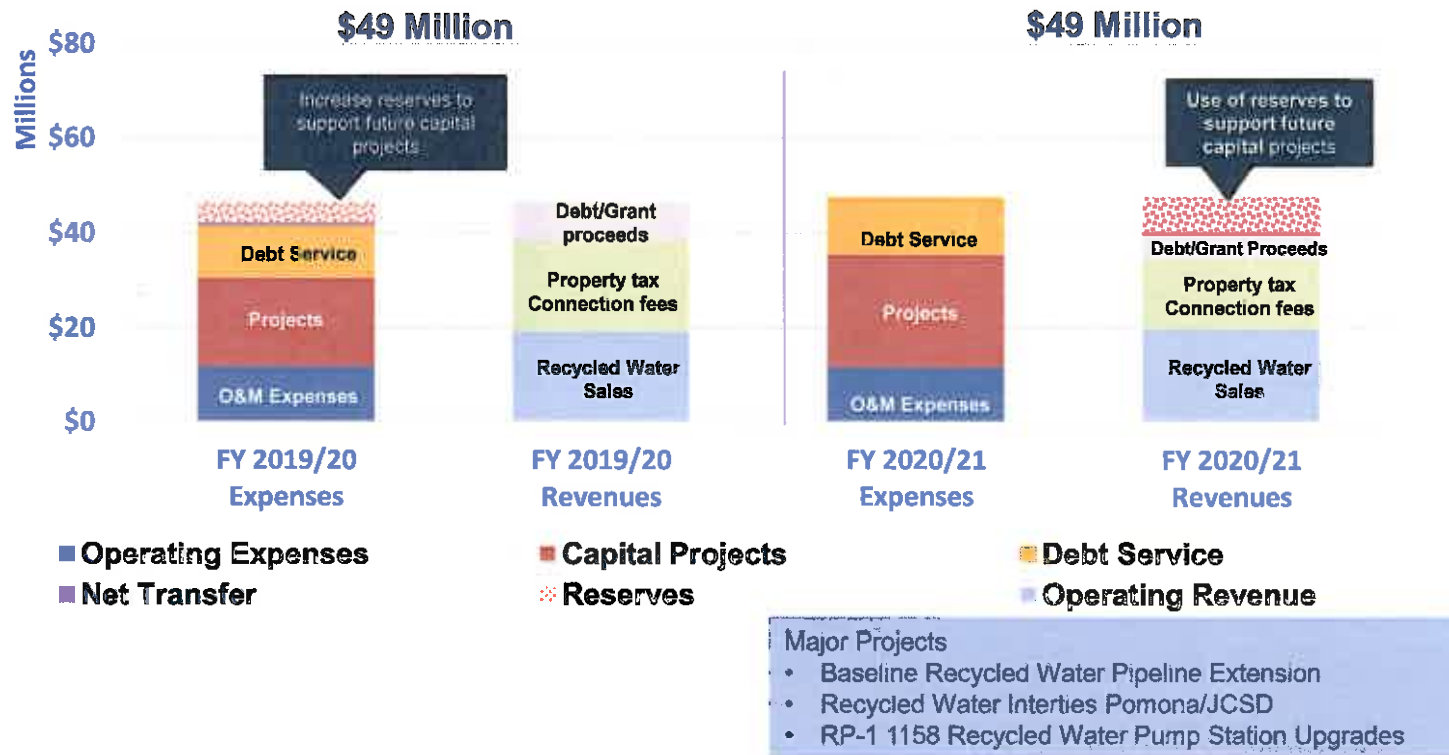 $49 Million
$49 Million
Millions
$80
$60
$40
$20
$0
Increase reserves to
support future capital
projects
Use of reserves to
support future
capital projects
Debt Service
Projects
O&M Expenses
Debt/Grant
proceeds
Property tax
Connection fees
Recycled Water
Sales
Debt Service
Projects
O&M Expenses
Debt/Grant Proceeds
Property tax
Connection fees
Recycled Water
Sales
FY 2019/20
Expenses
FY 2019/20
Revenues
FY 2020/21
Expenses
FY 2020/21
Revenues
Operating Expenses
Capital Projects
Debt Service
Net Transfer
Reserves
Operating Revenue
Major Projects
• Baseline Recycled Water Pipeline Extension
• Recycled Water Interties Pomona/JCSD
• RP-1 1158 Recycled Water Pump Station Upgrades